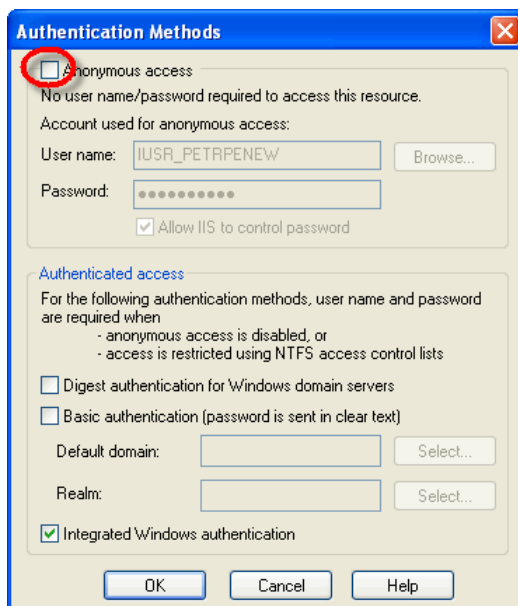 Authentication Methods
Anonymous access
No user name/password required to access this resource.
Account used for anonymous access:
User name: IUSR_PETRPENEW Browse...
Password: ●●●●●●●●●●
Allow IIS to control password
Authenticated access
For the following authentication methods, user name and password
are required when
- anonymous access is disabled, or
- access is restricted using NTFS access control lists
Digest authentication for Windows domain servers
Basic authentication (password is sent in clear text)
Default domain: Select...
Realm: Select...
Integrated Windows authentication
OK Cancel Help